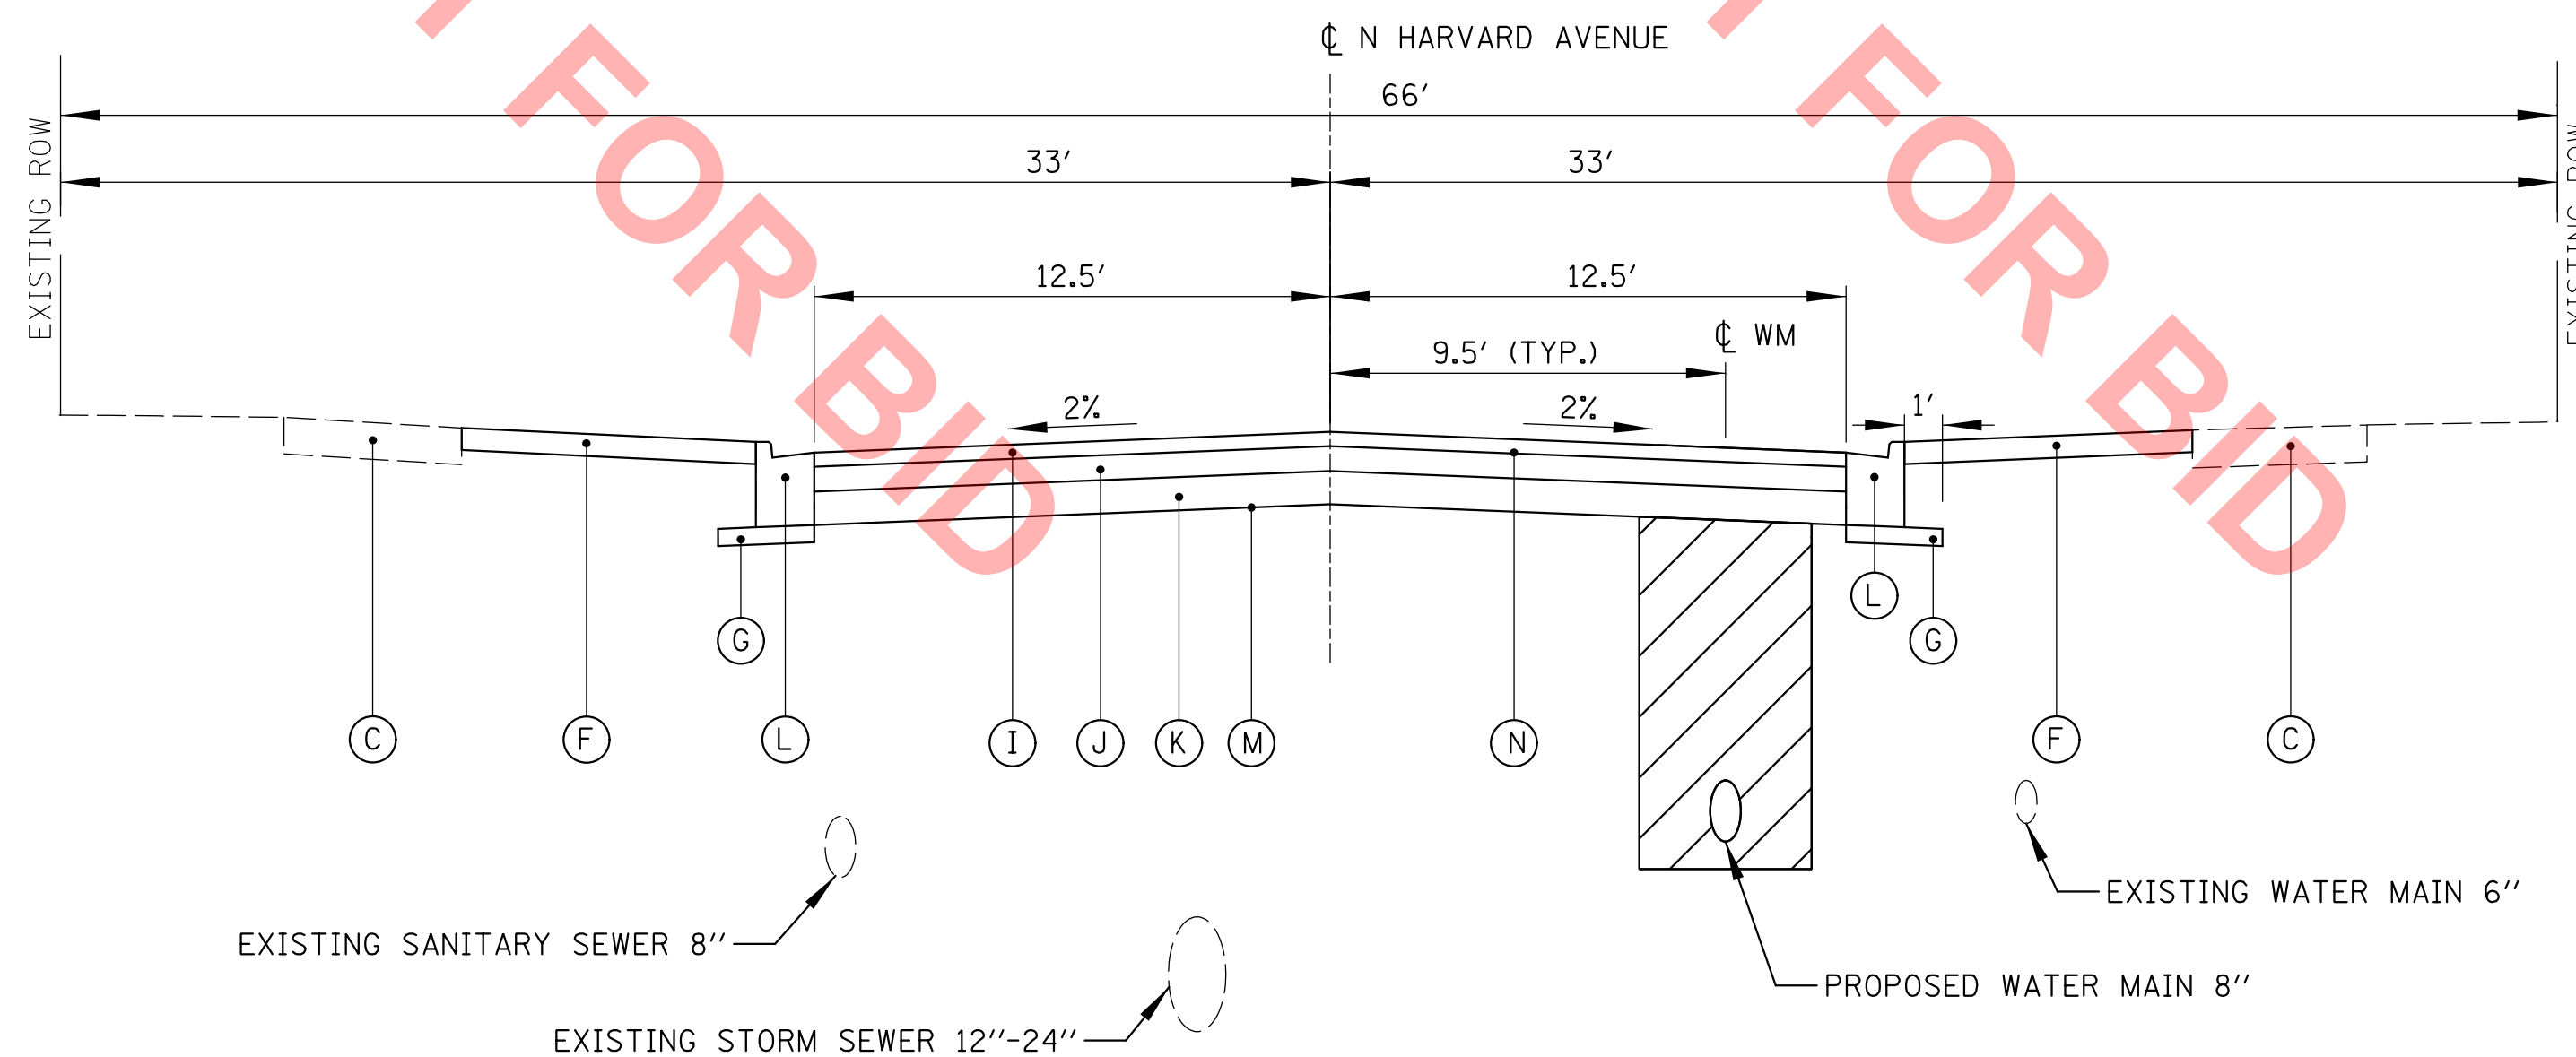 ℄ N HARVARD AVENUE
66'
33'
33'
EXISTING ROW
EXISTING ROW
12.5'
12.5'
℄ WM
9.5' (TYP.)
2%
2%
1'
L
G
G
C
F
L
I
J
K
M
N
F
C
EXISTING WATER MAIN 6"
EXISTING SANITARY SEWER 8"
PROPOSED WATER MAIN 8"
EXISTING STORM SEWER 12"-24"
FOR BID
FOR BID